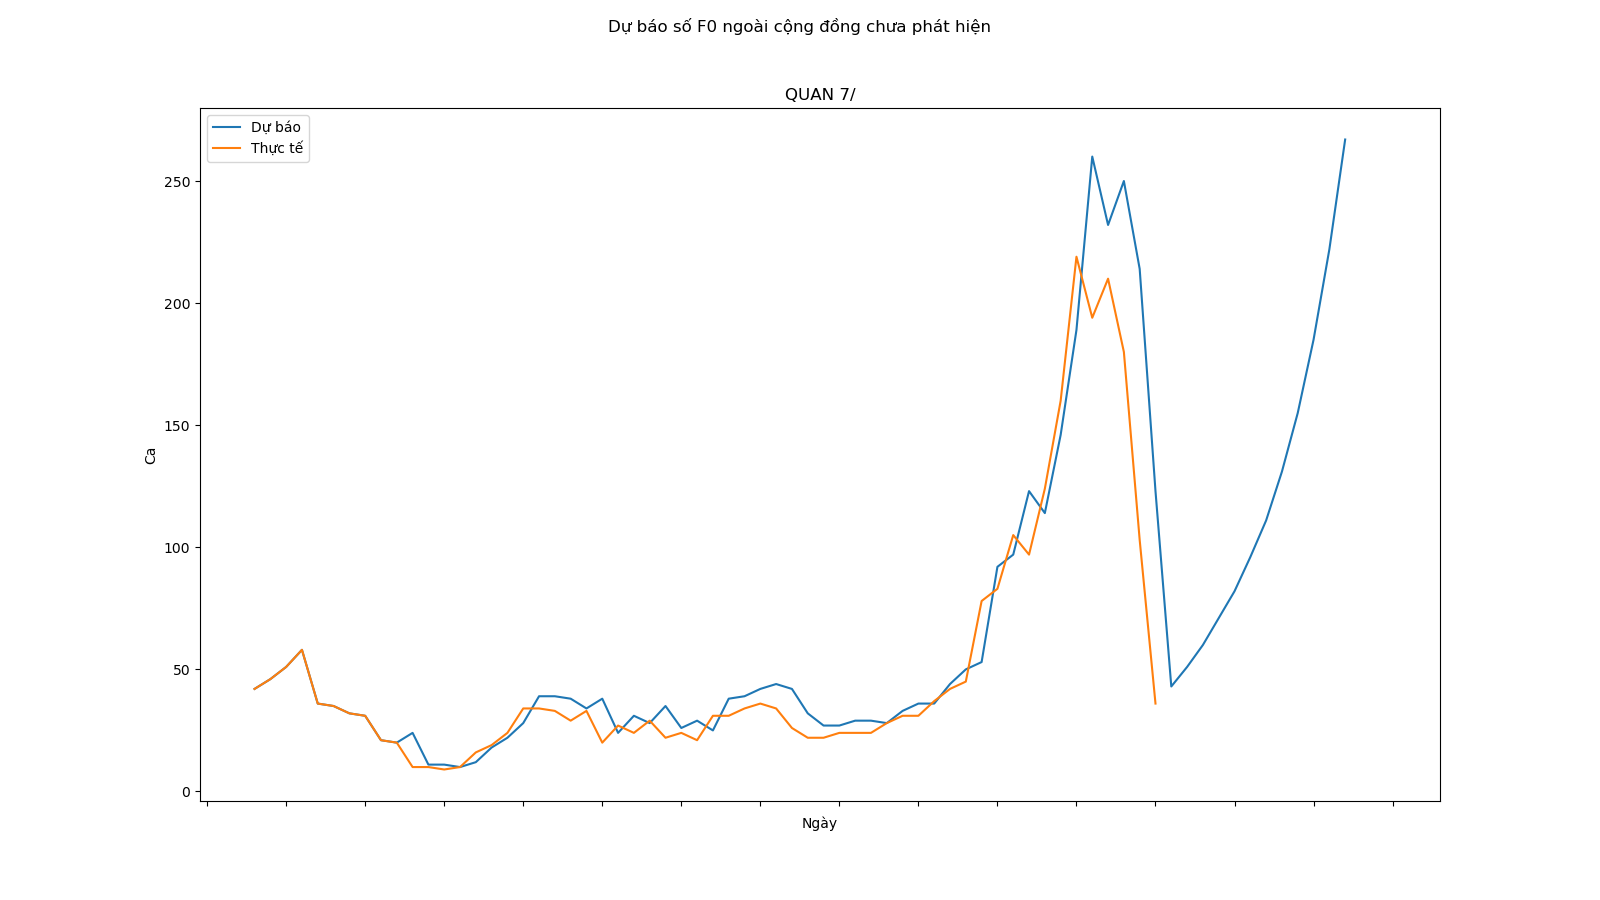 Dự báo số F0 ngoài cộng đồng chưa phát hiện
QUAN 7/
Dự báo
Thực tế
250
200
150
100
50
0
Ca
Ngày